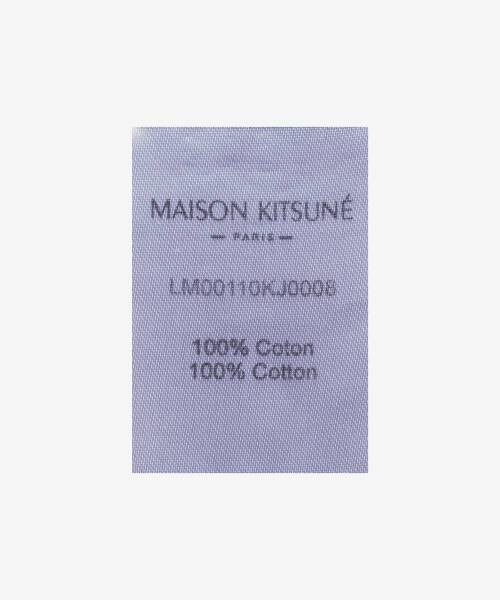 MAISON KITSUNÉ
— PARIS —
LM00110KJ0008
100% Coton
100% Cotton